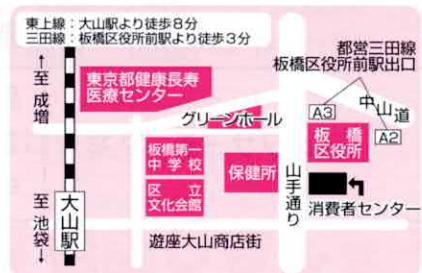 東上線：大山駅より徒歩8分
三田線：板橋区役所前駅より徒歩3分
↑至成増
東京都健康長寿
医療センター
都営三田線
板橋区役所前駅出口
グリーンホール
A3
中山道
A2
板橋
区役所
板橋第一
中学校
保健所
山手通り
区立
文化会館
消費者センター
至池袋↓
大山駅
遊座大山商店街